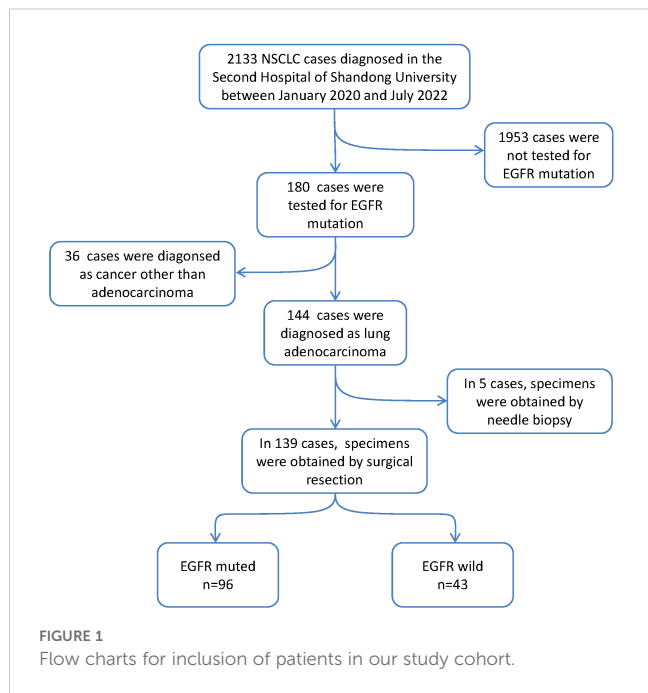 2133 NSCLC cases diagnosed in the
Second Hospital of Shandong University
between January 2020 and July 2022
1953 cases were
not tested for
EGFR mutation
180 cases were
tested for EGFR
mutation
36 cases were diagonsed
as cancer other than
adenocarcinoma
144 cases were
diagnosed as lung
adenocarcinoma
In 5 cases, specimens
were obtained by
needle biopsy
In 139 cases, specimens
were obtained by surgical
resection
EGFR muted
n=96
EGFR wild
n=43
FIGURE 1
Flow charts for inclusion of patients in our study cohort.